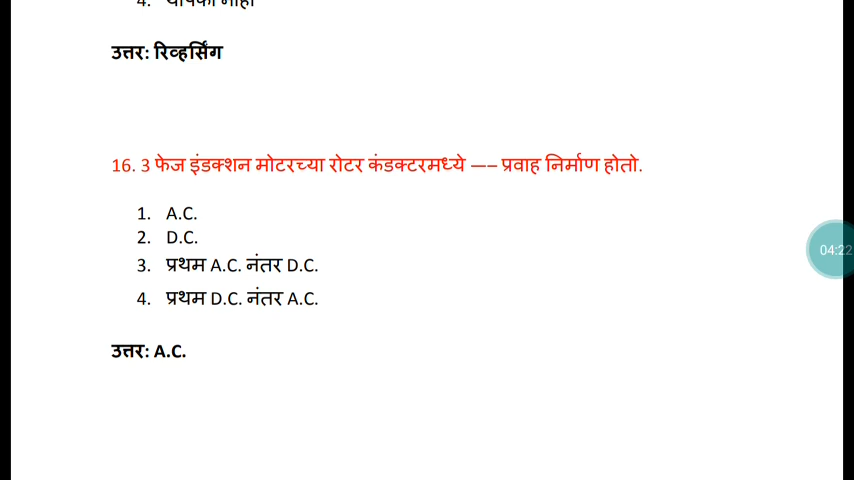 4. यापैकी नाही
उत्तर: रिव्हर्सिंग
16. 3 फेज इंडक्शन मोटरच्या रोटर कंडक्टरमध्ये —– प्रवाह निर्माण होतो.
1. A.C.
2. D.C.
3. प्रथम A.C. नंतर D.C.
4. प्रथम D.C. नंतर A.C.
उत्तर: A.C.
04:22